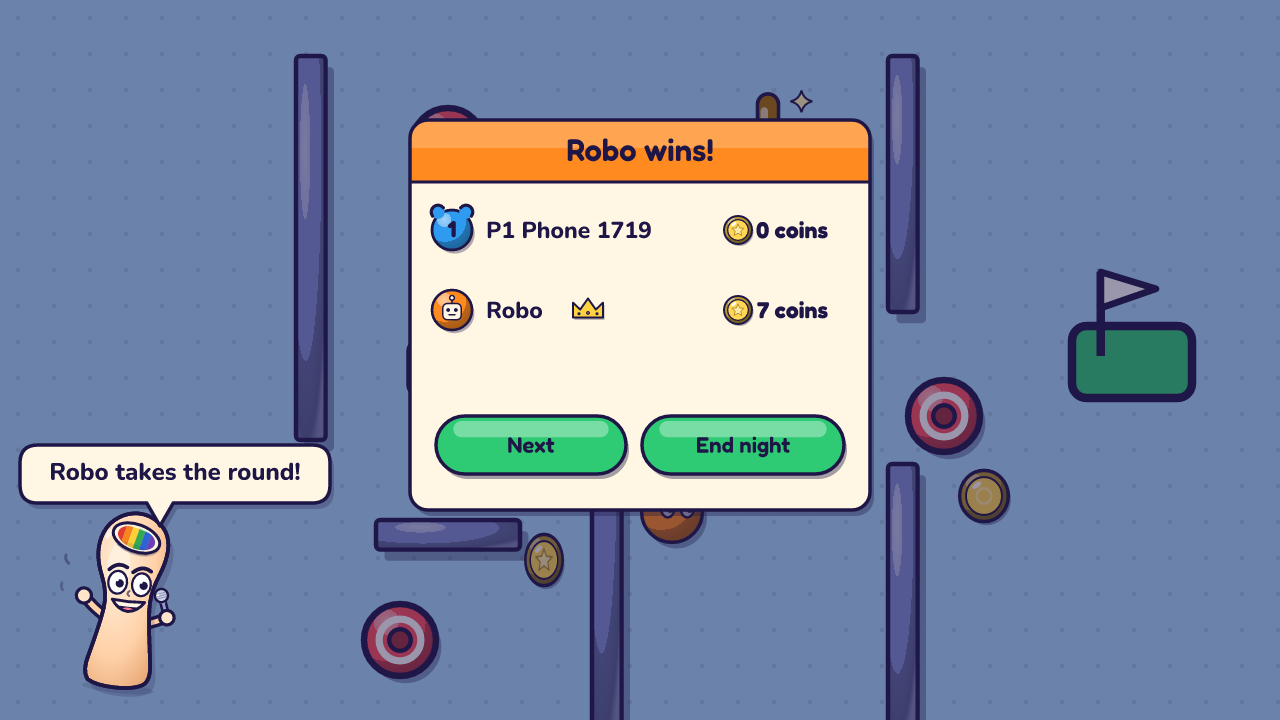 Robo wins!
1 P1 Phone 1719 0 coins
Robo 7 coins
Next End night
Robo takes the round!